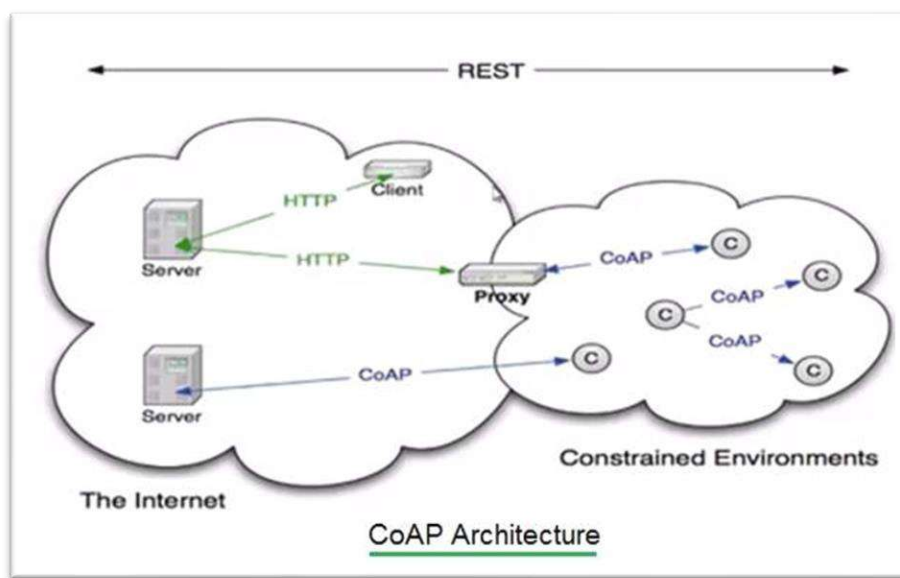 REST
Client
HTTP
Server
HTTP
CoAP
C
Proxy
C
CoAP
C
CoAP
C
CoAP
C
Server
Constrained Environments
The Internet
CoAP Architecture